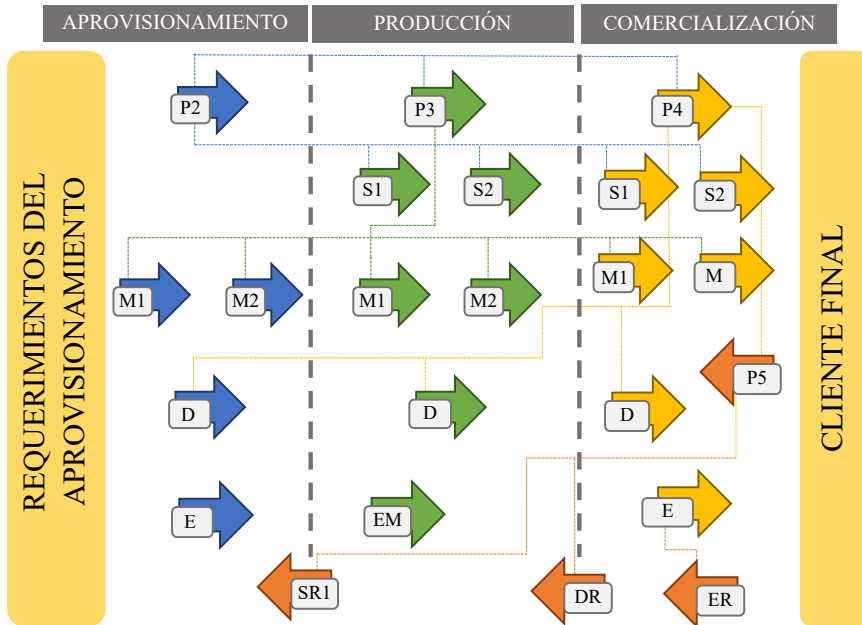 APROVISIONAMIENTO
PRODUCCIÓN
COMERCIALIZACIÓN
REQUERIMIENTOS DEL
APROVISIONAMIENTO
CLIENTE FINAL
P2
P3
P4
S1
S2
S1
S2
M1
M2
M1
M2
M1
M
P5
D
D
D
E
EM
E
SR1
DR
ER